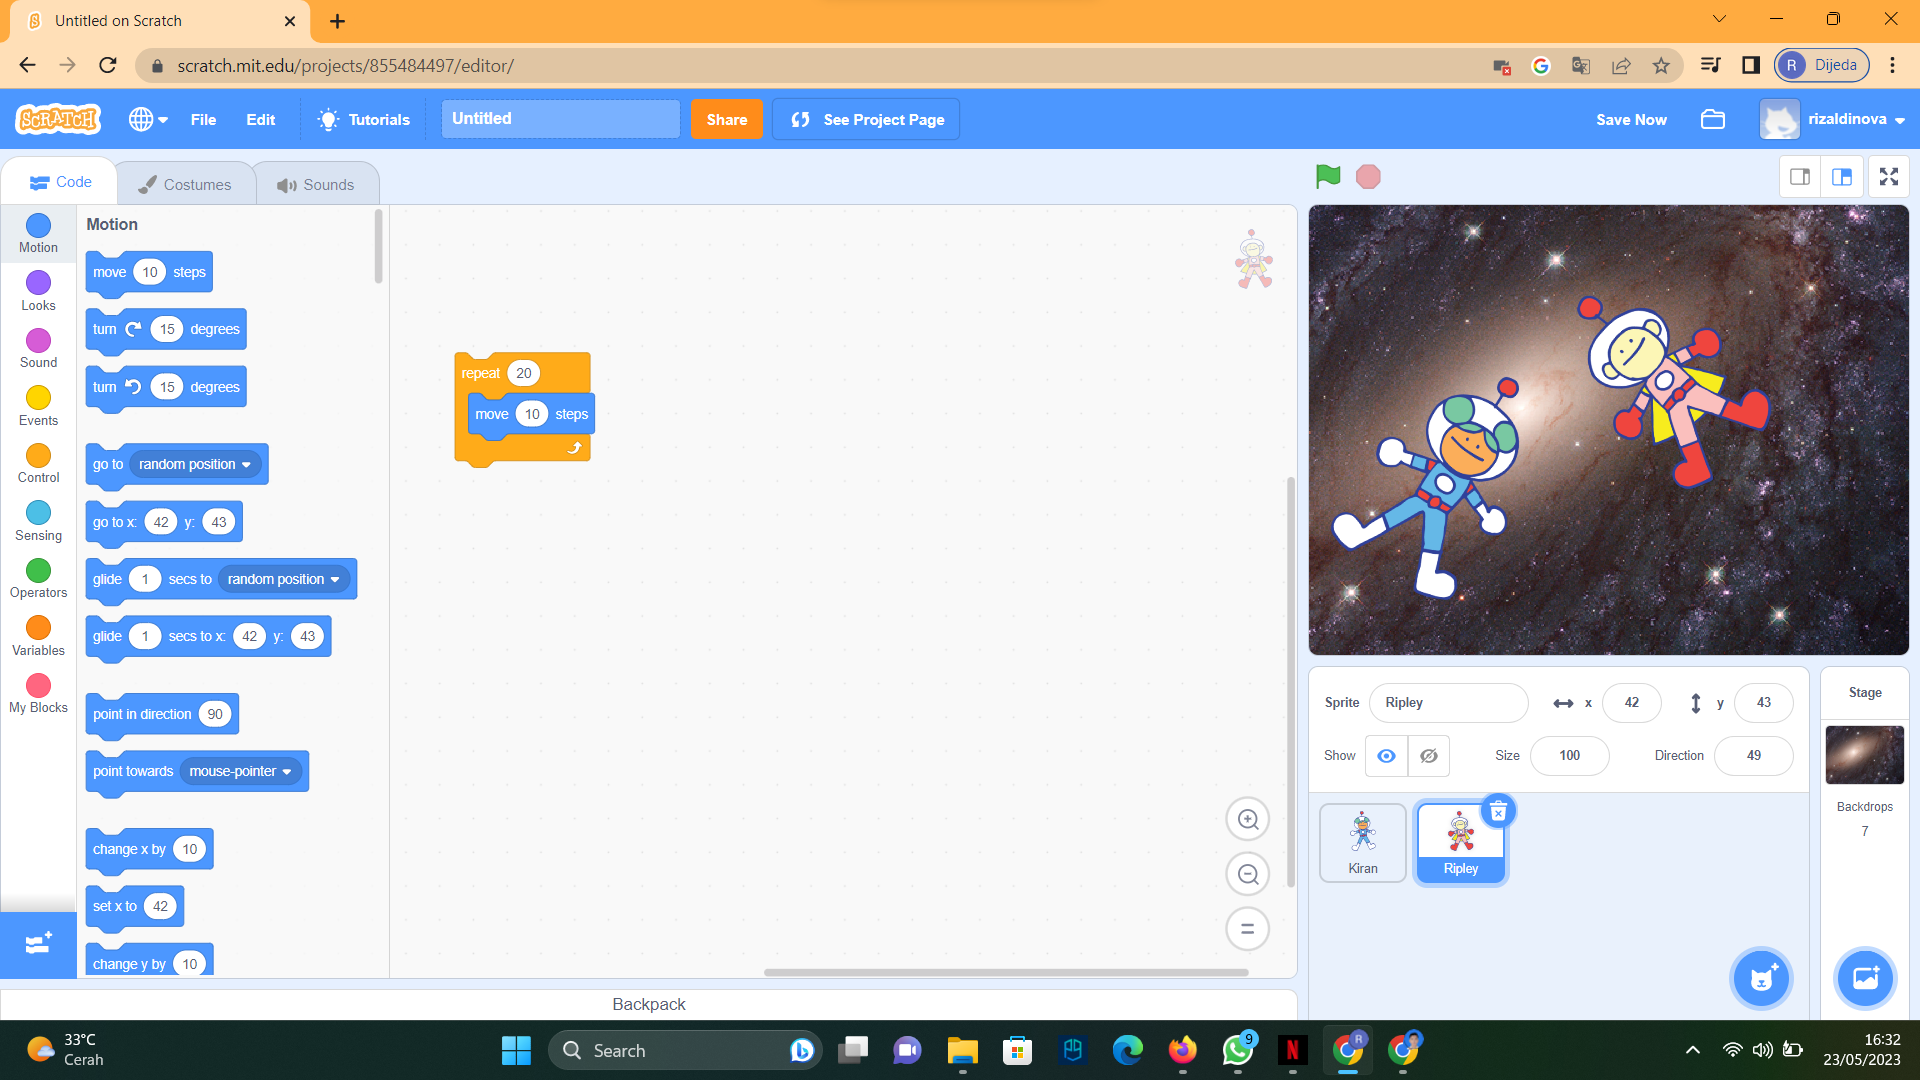 Untitled on Scratch
scratch.mit.edu/projects/855484497/editor/
R Dijeda
SCRATCH
File
Edit
Tutorials
Untitled
Share
See Project Page
Save Now
rizaldinova
Code
Costumes
Sounds
Motion
Looks
Sound
Events
Control
Sensing
Operators
Variables
My Blocks
Motion
move 10 steps
turn 15 degrees
turn 15 degrees
go to random position
go to x: 42 y: 43
glide 1 secs to random position
glide 1 secs to x: 42 y: 43
point in direction 90
point towards mouse-pointer
change x by 10
set x to 42
change y by 10
repeat 20
move 10 steps
Backpack
Sprite Ripley x 42 y 43
Show Size 100 Direction 49
Kiran
Ripley
Stage
Backdrops
7
33°C
Cerah
Search
9
N
R
16:32
23/05/2023